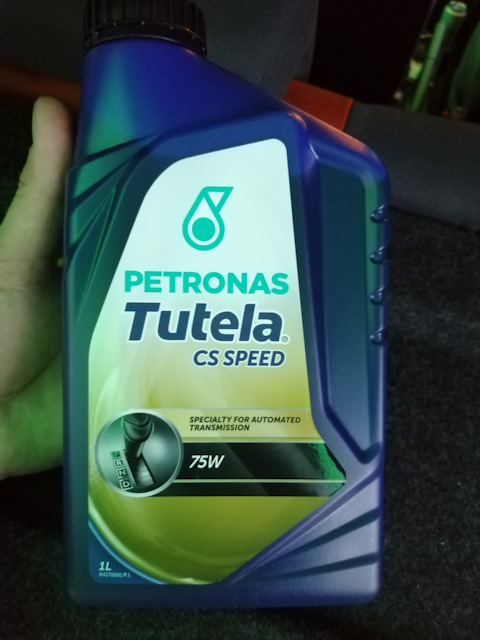 PETRONAS
Tutela®
CS SPEED
SPECIALTY FOR AUTOMATED
TRANSMISSION
75W
1L